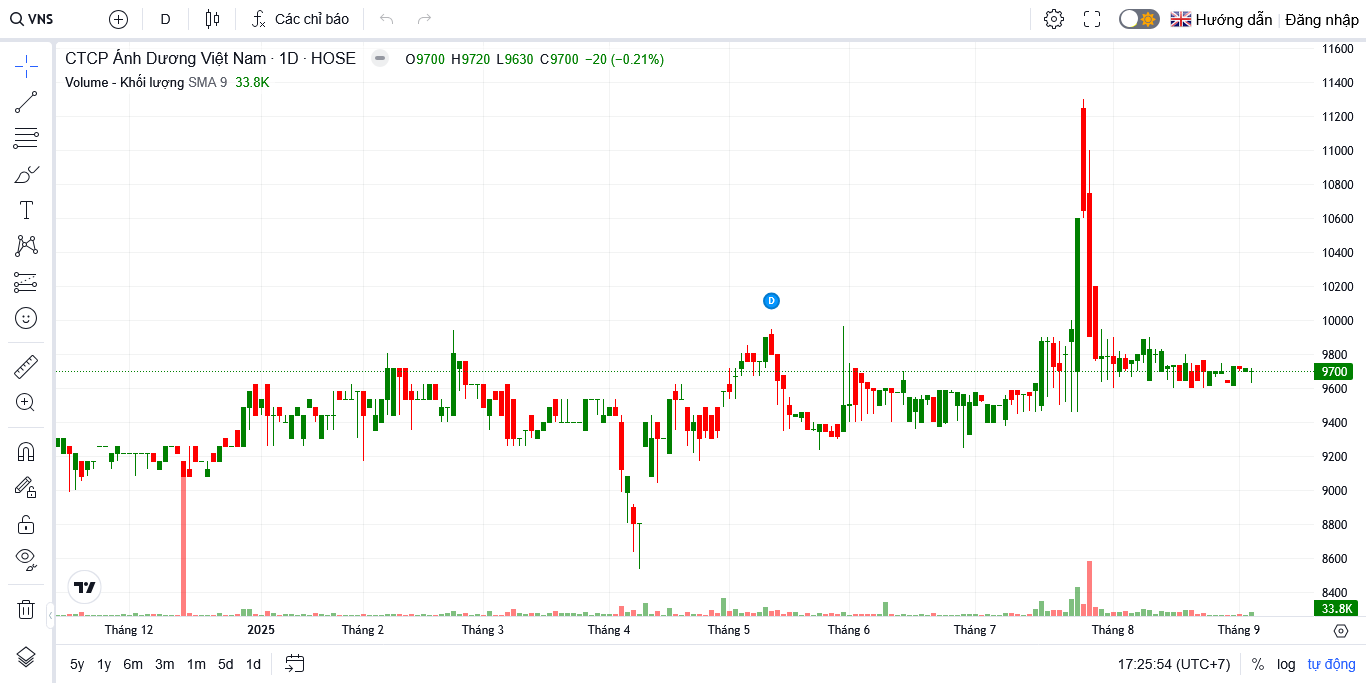 VNS D Các chỉ báo Hướng dẫn Đăng nhập
CTCP Ánh Dương Việt Nam · 1D · HOSE O9700 H9720 L9630 C9700 −20 (−0.21%)
Volume - Khối lượng SMA 9 33.8K
D
11600
11400
11200
11000
10800
10600
10400
10200
10000
9800
9700
9600
9400
9200
9000
8800
8600
8400
33.8K
Tháng 12 2025 Tháng 2 Tháng 3 Tháng 4 Tháng 5 Tháng 6 Tháng 7 Tháng 8 Tháng 9
5y 1y 6m 3m 1m 5d 1d 17:25:54 (UTC+7) % log tự động